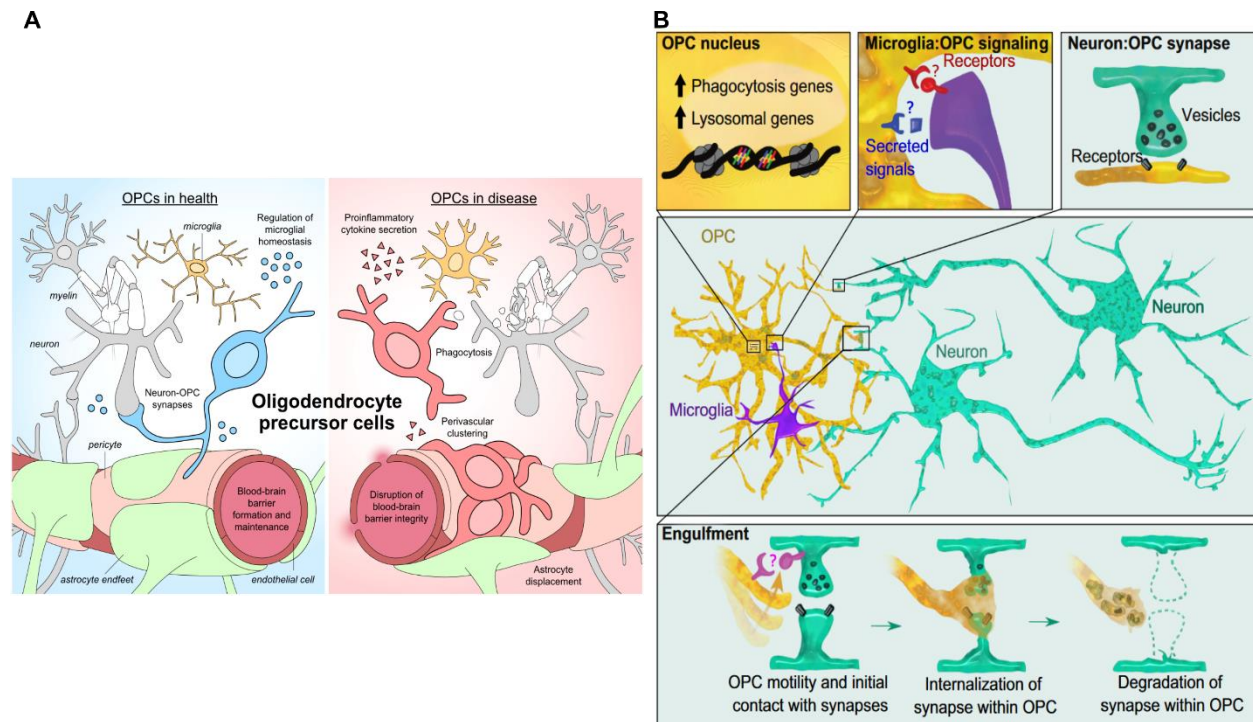 A
OPCs in health
microglia
Regulation of
microglial
homeostasis
myelin
neuron
Neuron-OPC
synapses
pericyte
Blood-brain
barrier
formation and
maintenance
astrocyte endfeet
endothelial cell
Oligodendrocyte
precursor cells
OPCs in disease
Proinflammatory
cytokine secretion
Phagocytosis
Perivascular
clustering
Disruption of
blood-brain
barrier integrity
Astrocyte
displacement
B
OPC nucleus
Phagocytosis genes
Lysosomal genes
Microglia:OPC signaling
?
Receptors
?
Secreted
signals
Neuron:OPC synapse
Vesicles
Receptors
OPC
Neuron
Neuron
Microglia
Engulfment
?
OPC motility and initial
contact with synapses
Internalization of
synapse within OPC
Degradation of
synapse within OPC